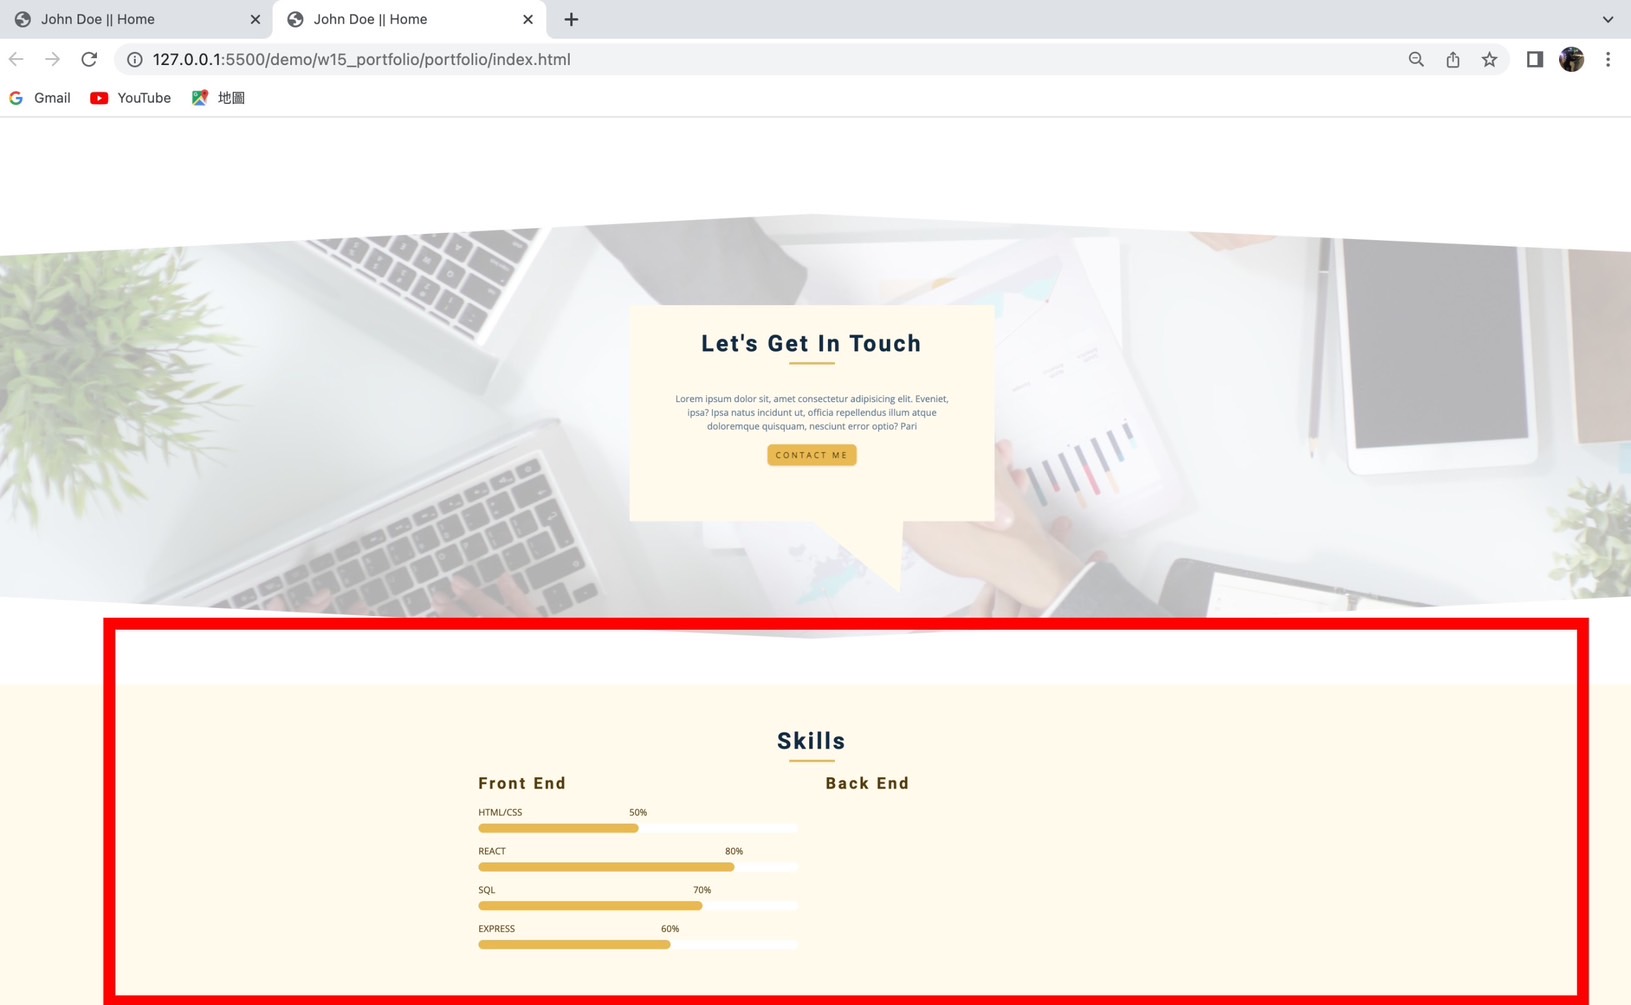 John Doe || Home
John Doe || Home
127.0.0.1:5500/demo/w15_portfolio/portfolio/index.html
Gmail
YouTube
地圖
Let's Get In Touch
Lorem ipsum dolor sit, amet consectetur adipisicing elit. Eveniet,
ipsa? Ipsa natus incidunt ut, officia repellendus illum atque
doloremque quisquam, nesciunt error optio? Pari
CONTACT ME
Skills
Front End
HTML/CSS 50%
REACT 80%
SQL 70%
EXPRESS 60%
Back End